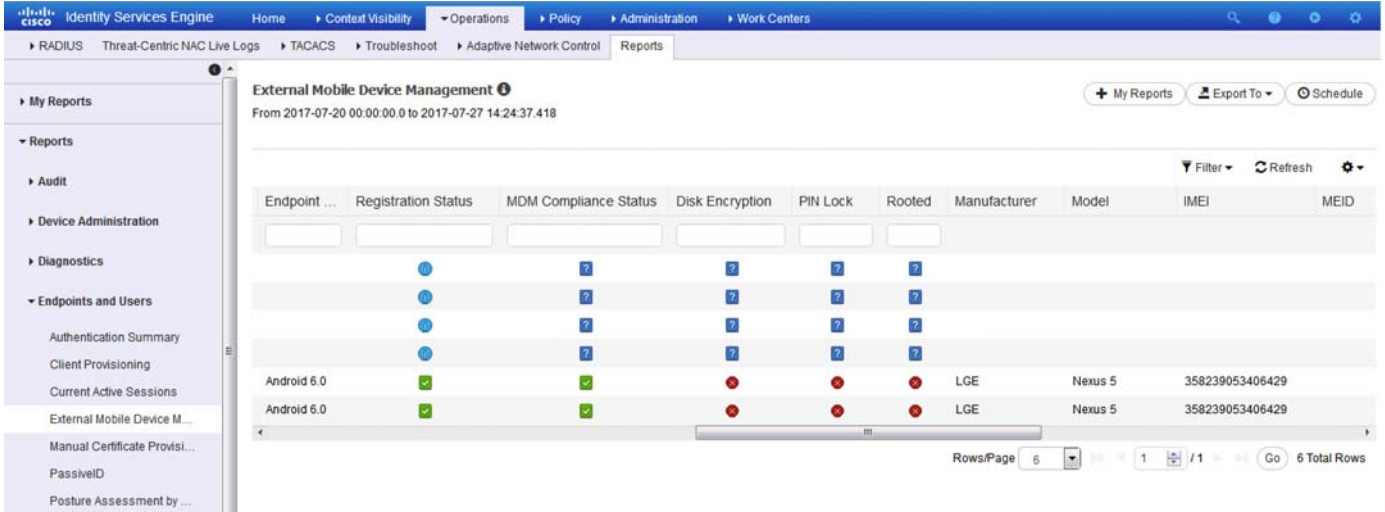 cisco Identity Services Engine Home Context Visibility Operations Policy Administration Work Centers
RADIUS Threat-Centric NAC Live Logs TACACS Troubleshoot Adaptive Network Control Reports
My Reports
Reports
Audit
Device Administration
Diagnostics
Endpoints and Users
Authentication Summary
Client Provisioning
Current Active Sessions
External Mobile Device M...
Manual Certificate Provisi...
PassiveID
Posture Assessment by ...
External Mobile Device Management
From 2017-07-20 00:00:00.0 to 2017-07-27 14:24:37.418
My Reports Export To Schedule
Filter Refresh
Endpoint ... Registration Status MDM Compliance Status Disk Encryption PIN Lock Rooted Manufacturer Model IMEI MEID
? ? ? ?
? ? ? ?
? ? ? ?
? ? ? ?
Android 6.0 LGE Nexus 5 358239053406429
Android 6.0 LGE Nexus 5 358239053406429
Rows/Page 6 1 /1 Go 6 Total Rows